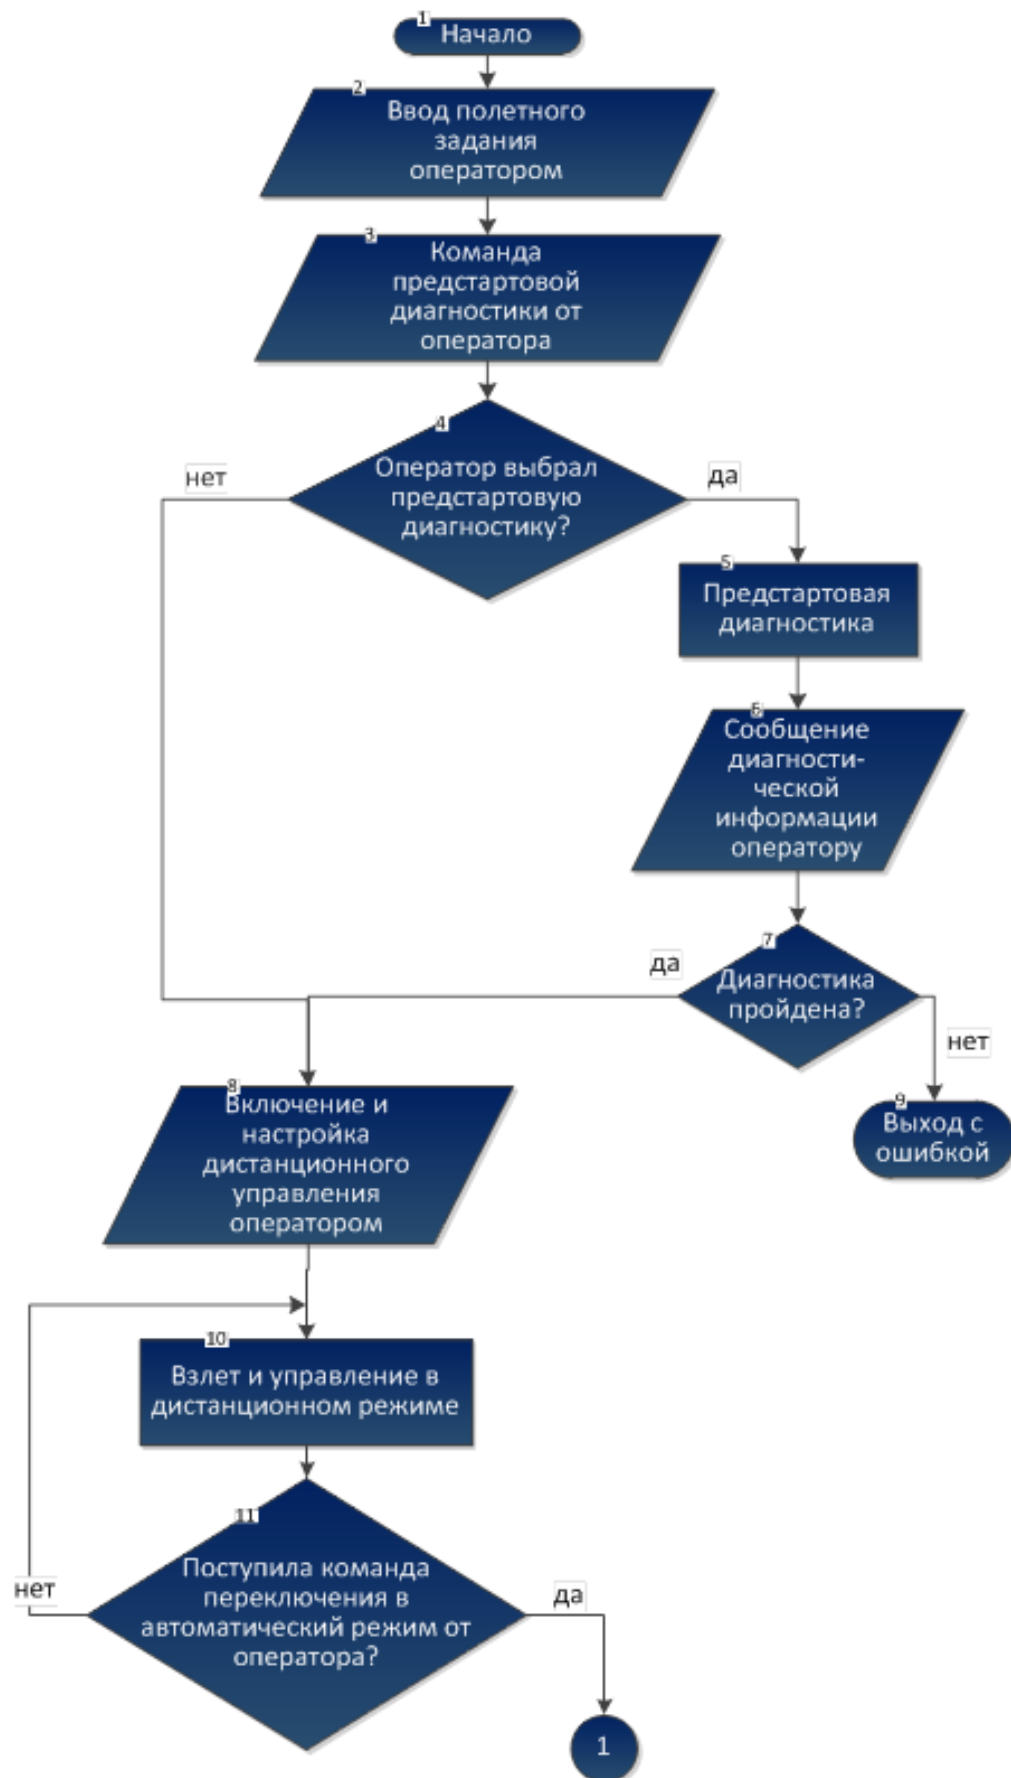 1
Начало
2
Ввод полетного
задания
оператором
3
Команда
предстартовой
диагностики от
оператора
4
Оператор выбрал
предстартовую
диагностику?
нет
да
5
Предстартовая
диагностика
6
Сообщение
диагности-
ческой
информации
оператору
7
Диагностика
пройдена?
да
нет
8
Включение и
настройка
дистанционного
управления
оператором
9
Выход с
ошибкой
10
Взлет и управление в
дистанционном режиме
11
Поступила команда
переключения в
автоматический режим от
оператора?
нет
да
1